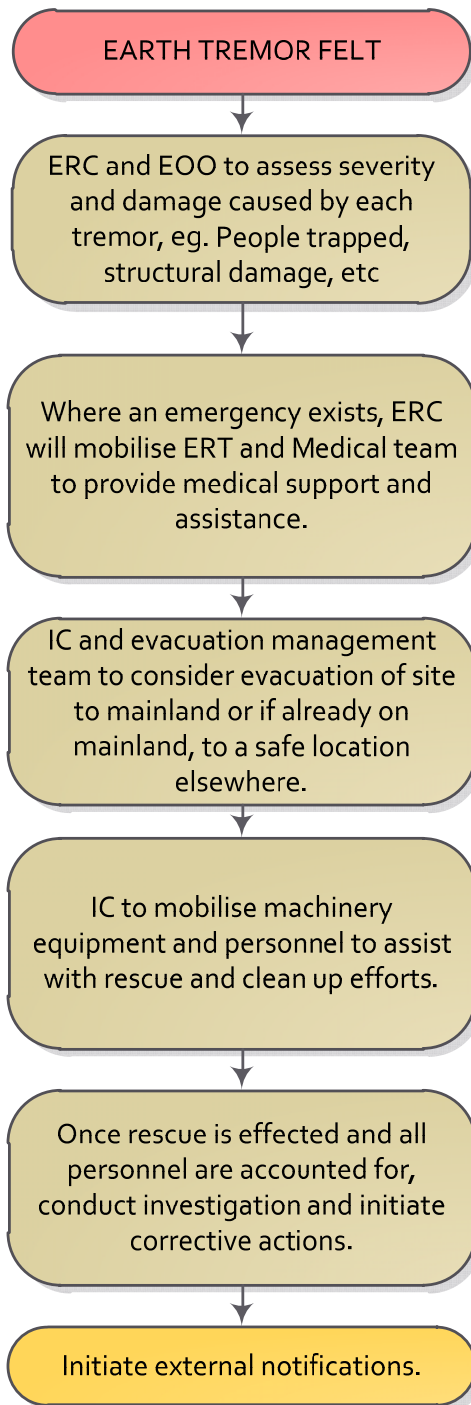 EARTH TREMOR FELT
ERC and EOO to assess severity
and damage caused by each
tremor, eg. People trapped,
structural damage, etc
Where an emergency exists, ERC
will mobilise ERT and Medical team
to provide medical support and
assistance.
IC and evacuation management
team to consider evacuation of site
to mainland or if already on
mainland, to a safe location
elsewhere.
IC to mobilise machinery
equipment and personnel to assist
with rescue and clean up efforts.
Once rescue is effected and all
personnel are accounted for,
conduct investigation and initiate
corrective actions.
Initiate external notifications.